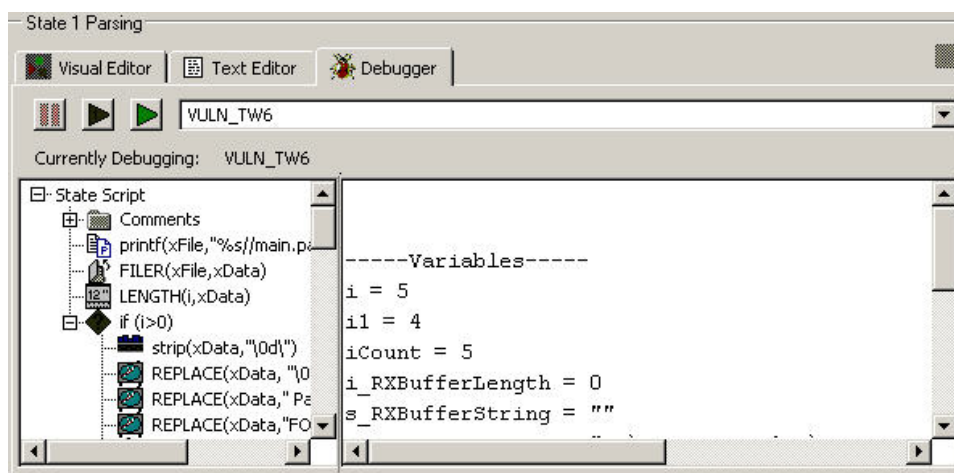 State 1 Parsing
Visual Editor
Text Editor
Debugger
VULN_TW6
Currently Debugging: VULN_TW6
State Script
Comments
printf(xFile,"%s//main.pa
FILER(xFile,xData)
LENGTH(i,xData)
if (i>0)
strip(xData,"\0d\")
REPLACE(xData, "\0
REPLACE(xData," Pa
REPLACE(xData,"FO
-----Variables-----
i = 5
i1 = 4
iCount = 5
i_RXBufferLength = 0
s_RXBufferString = ""